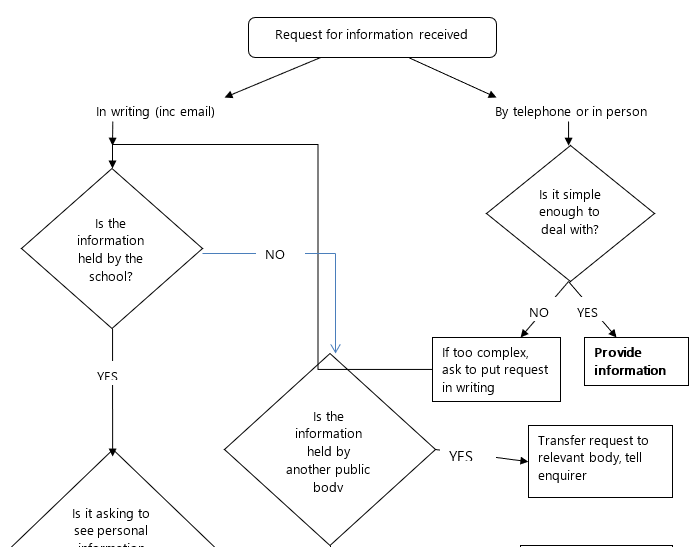 Request for information received
In writing (inc email)
By telephone or in person
Is it simple
enough to
deal with?
Is the
information
held by the
school?
NO
NO
YES
If too complex,
ask to put request
in writing
Provide
information
YES
Is the
information
held by
another public
body
YES
Transfer request to
relevant body, tell
enquirer
Is it asking to
see personal
information